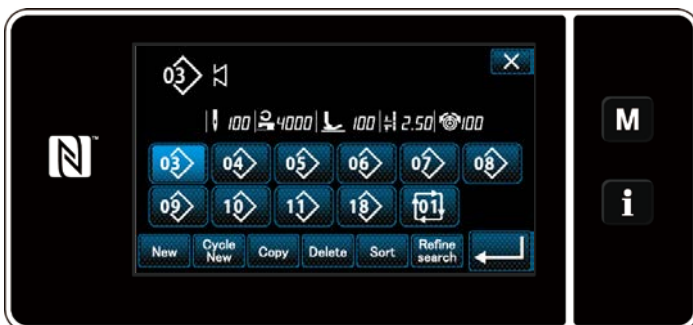 03
X
100 4000 100 2.50 100
M
N
03 04 05 06 07 08
09 10 11 18 01
i
New Cycle New Copy Delete Sort Refine search